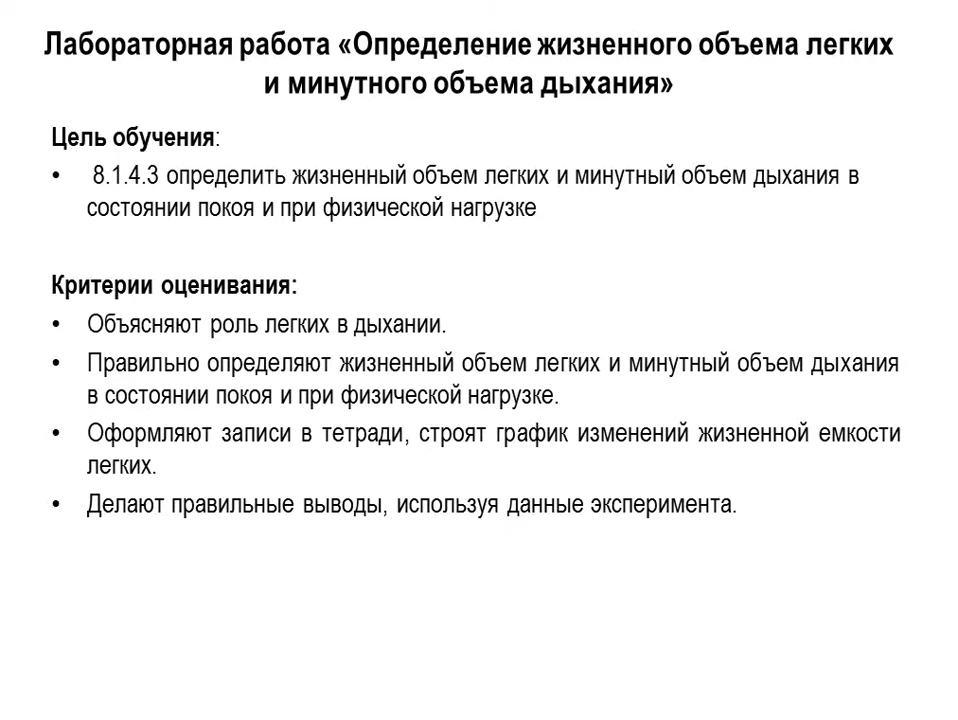 Лабораторная работа «Определение жизненного объема легких
и минутного объема дыхания»
Цель обучения:
• 8.1.4.3 определить жизненный объем легких и минутный объем дыхания в
состоянии покоя и при физической нагрузке
Критерии оценивания:
• Объясняют роль легких в дыхании.
• Правильно определяют жизненный объем легких и минутный объем дыхания
в состоянии покоя и при физической нагрузке.
• Оформляют записи в тетради, строят график изменений жизненной емкости
легких.
• Делают правильные выводы, используя данные эксперимента.